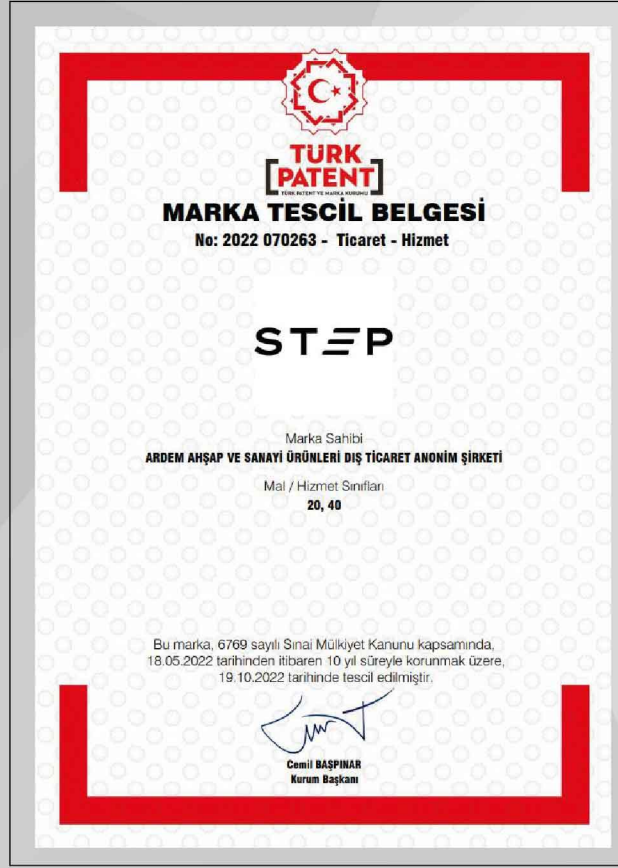 TÜRK
PATENT
TÜRK PATENT VE MARKA KURUMU
MARKA TESCİL BELGESİ
No: 2022 070263 - Ticaret - Hizmet
STEP
Marka Sahibi
ARDEM AHŞAP VE SANAYİ ÜRÜNLERİ DIŞ TİCARET ANONİM ŞİRKETİ
Mal / Hizmet Sınıfları
20, 40
Bu marka, 6769 sayılı Sınai Mülkiyet Kanunu kapsamında,
18.05.2022 tarihinden itibaren 10 yıl süreyle korunmak üzere,
19.10.2022 tarihinde tescil edilmiştir.
Cemil BAŞPINAR
Kurum Başkanı